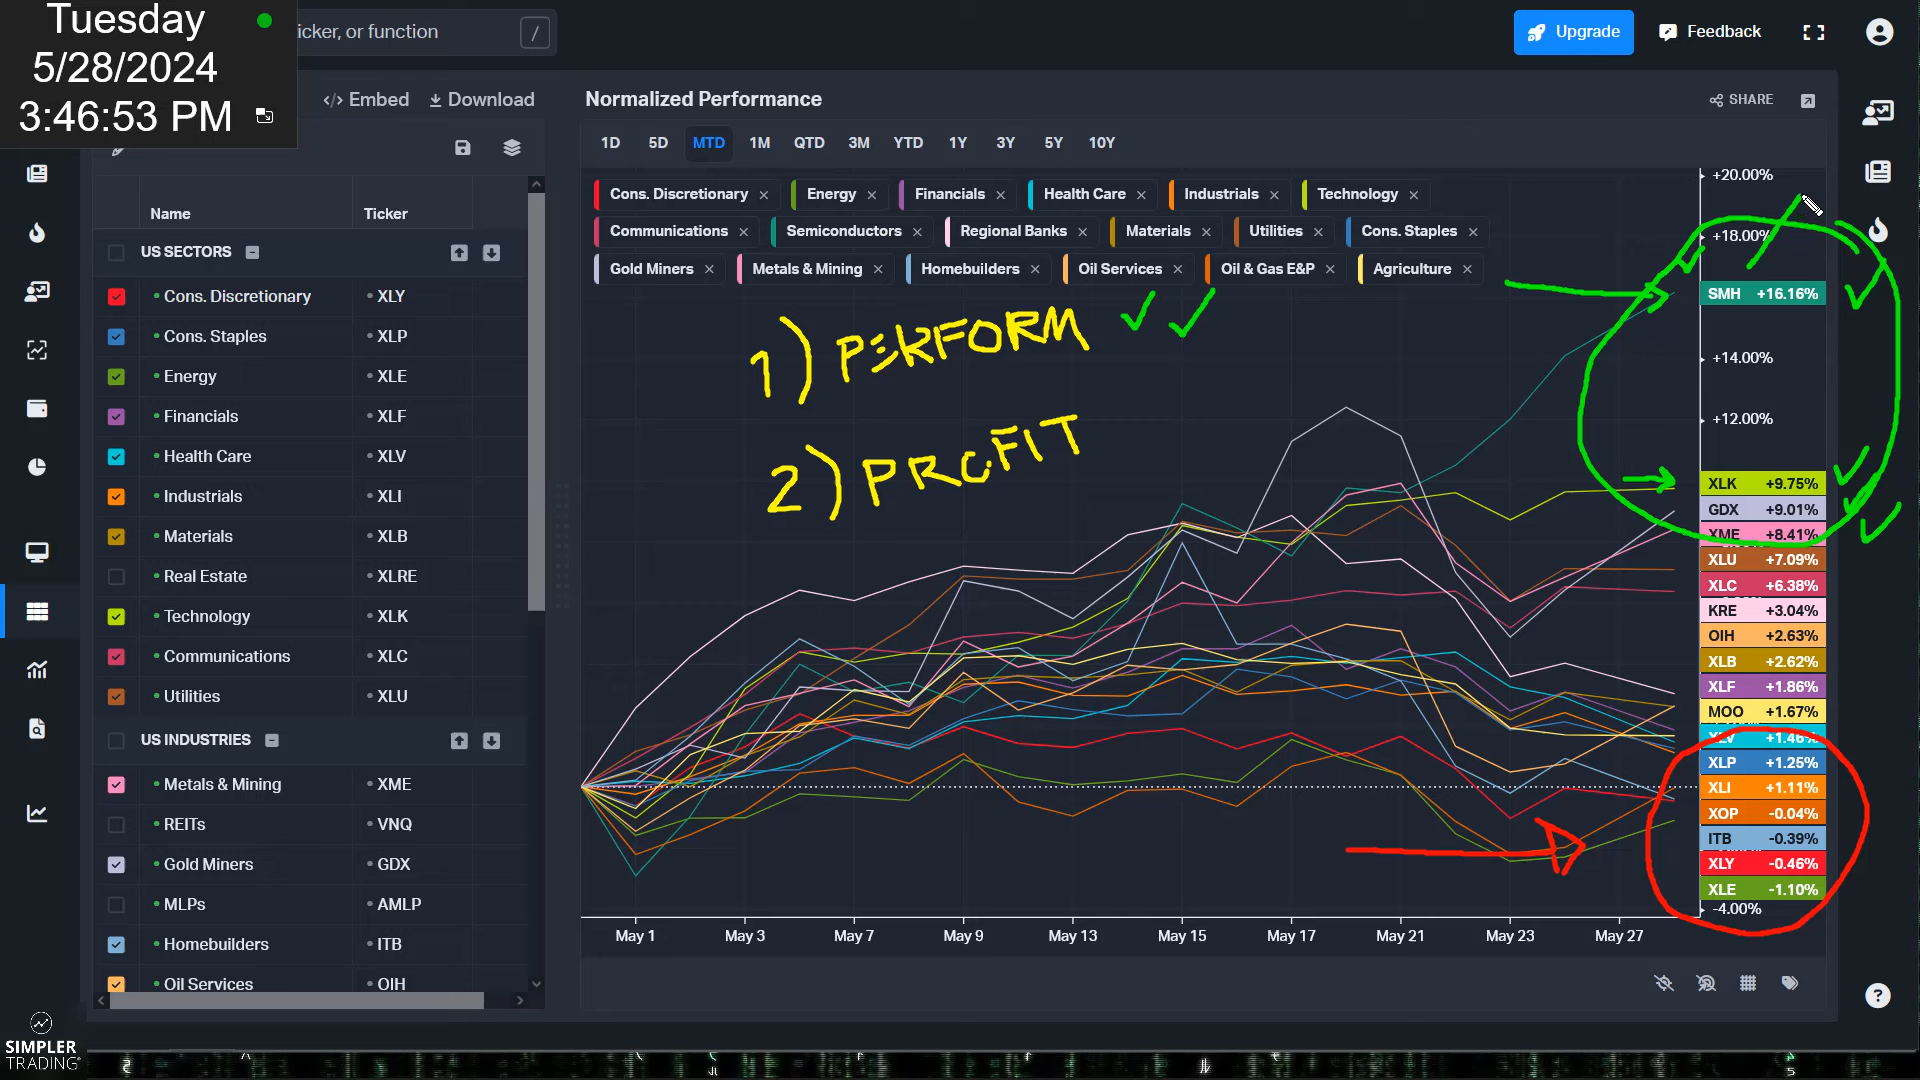 Tuesday
5/28/2024
3:46:53 PM
icker, or function
/
Upgrade
Feedback
</> Embed
Download
Normalized Performance
SHARE
1D 5D MTD 1M QTD 3M YTD 1Y 3Y 5Y 10Y
Name Ticker
US SECTORS
Cons. Discretionary XLY
Cons. Staples XLP
Energy XLE
Financials XLF
Health Care XLV
Industrials XLI
Materials XLB
Real Estate XLRE
Technology XLK
Communications XLC
Utilities XLU
US INDUSTRIES
Metals & Mining XME
REITs VNQ
Gold Miners GDX
MLPs AMLP
Homebuilders ITB
Oil Services OIH
Cons. Discretionary × Energy × Financials × Health Care × Industrials × Technology ×
Communications × Semiconductors × Regional Banks × Materials × Utilities × Cons. Staples ×
Gold Miners × Metals & Mining × Homebuilders × Oil Services × Oil & Gas E&P × Agriculture ×
1) PERFORM
2) PROFIT
+20.00%
+18.00%
SMH +16.16%
+14.00%
+12.00%
XLK +9.75%
GDX +9.01%
XME +8.41%
XLU +7.09%
XLC +6.38%
KRE +3.04%
OIH +2.63%
XLB +2.62%
XLF +1.86%
MOO +1.67%
XLV +1.46%
XLP +1.25%
XLI +1.11%
XOP -0.04%
ITB -0.39%
XLY -0.46%
XLE -1.10%
-4.00%
May 1 May 3 May 7 May 9 May 13 May 15 May 17 May 21 May 23 May 27
?
SIMPLER
TRADING